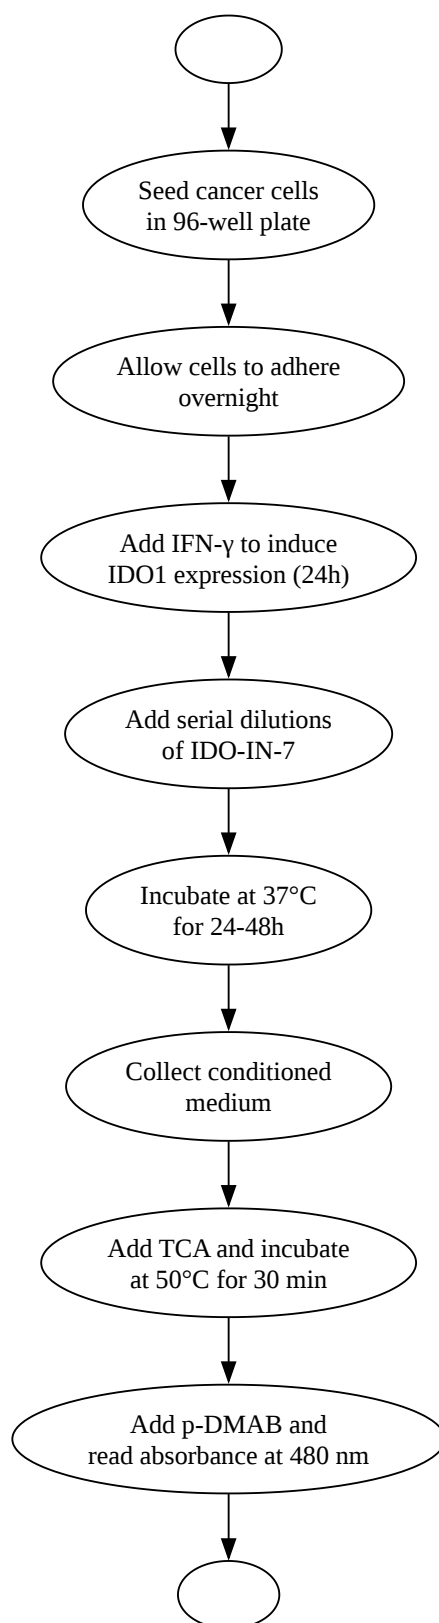 Seed cancer cells
in 96-well plate
Allow cells to adhere
overnight
Add IFN-γ to induce
IDO1 expression (24h)
Add serial dilutions
of IDO-IN-7
Incubate at 37°C
for 24-48h
Collect conditioned
medium
Add TCA and incubate
at 50°C for 30 min
Add p-DMAB and
read absorbance at 480 nm